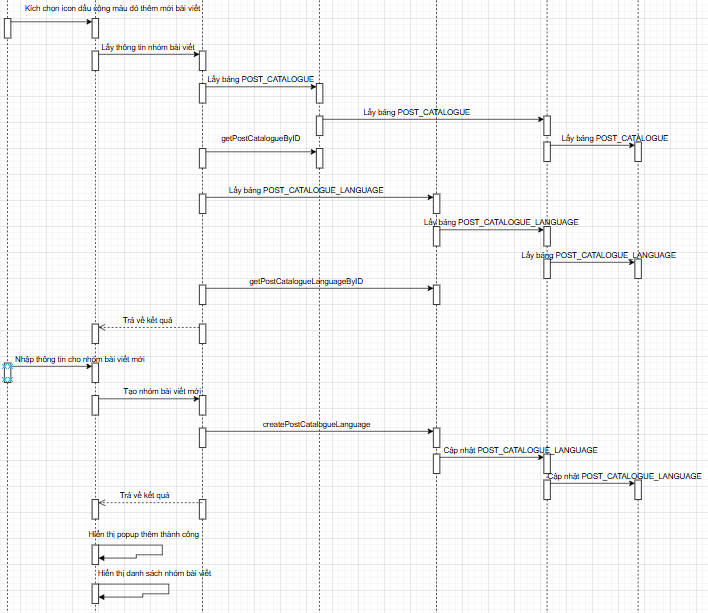 Kích chọn icon dấu cộng màu đỏ thêm mới bài viết
Lấy thông tin nhóm bài viết
Lấy bảng POST_CATALOGUE
Lấy bảng POST_CATALOGUE
Lấy bảng POST_CATALOGUE
getPostCatalogueByID
Lấy bảng POST_CATALOGUE_LANGUAGE
Lấy bảng POST_CATALOGUE_LANGUAGE
Lấy bảng POST_CATALOGUE_LANGUAGE
getPostCatalogueLanguageByID
Trả về kết quả
Nhập thông tin cho nhóm bài viết mới
Tạo nhóm bài viết mới
createPostCatalogueLanguage
Cập nhật POST_CATALOGUE_LANGUAGE
Cập nhật POST_CATALOGUE_LANGUAGE
Trả về kết quả
Hiển thị popup thêm thành công
Hiển thị danh sách nhóm bài viết